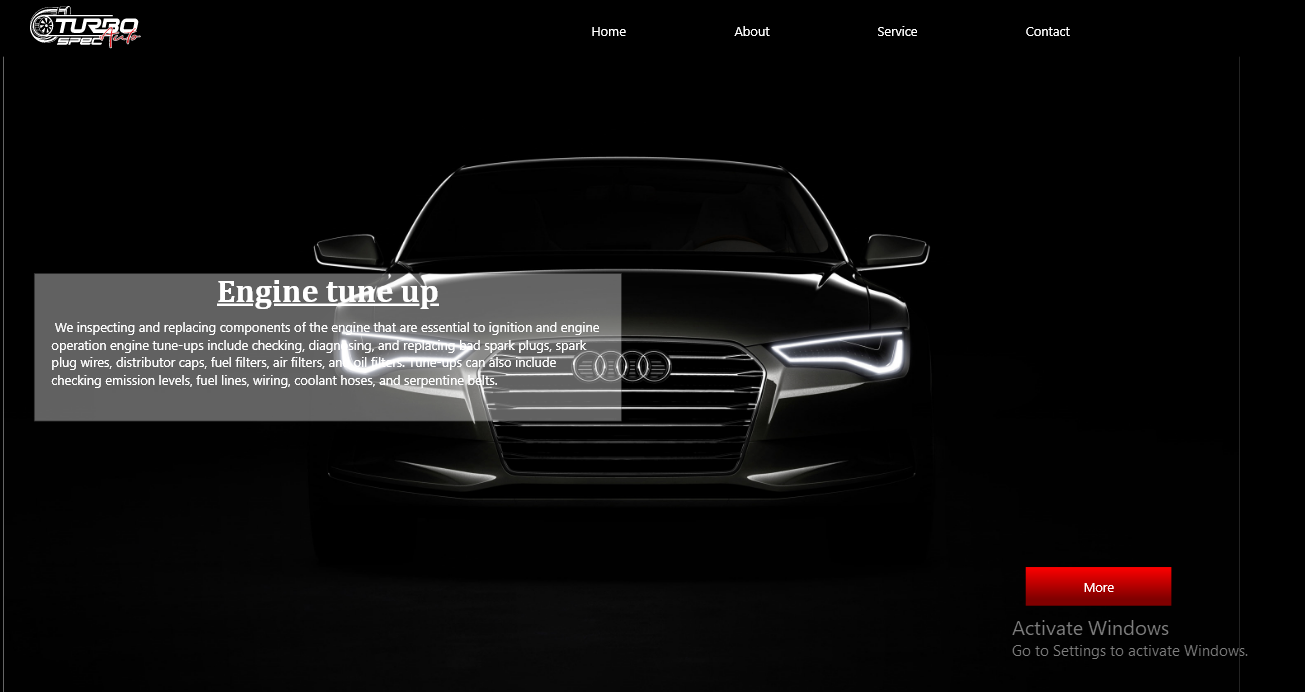 TURBO
SPEC Auto
Home About Service Contact
Engine tune up
We inspecting and replacing components of the engine that are essential to ignition and engine
operation engine tune-ups include checking, diagnosing, and replacing bad spark plugs, spark
plug wires, distributor caps, fuel filters, air filters, and oil filters. Tune-ups can also include
checking emission levels, fuel lines, wiring, coolant hoses, and serpentine belts.
More
Activate Windows
Go to Settings to activate Windows.